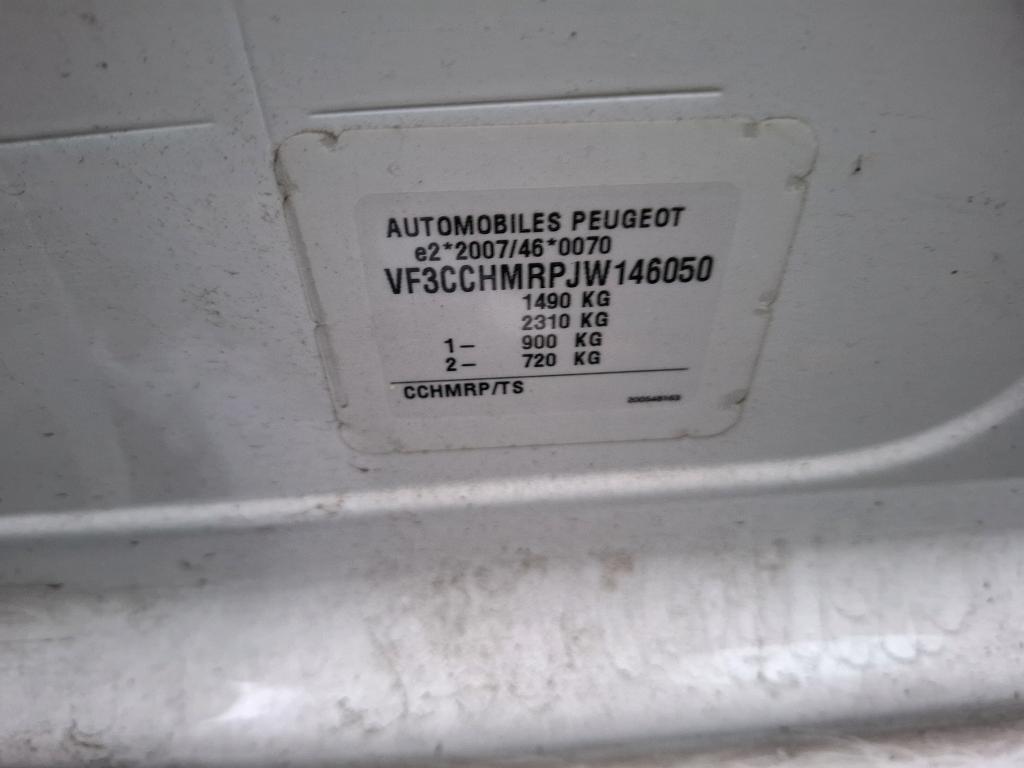 AUTOMOBILES PEUGEOT
e2*2007/46*0070
VF3CCHMRPJW146050
1490 KG
2310 KG
1- 900 KG
2- 720 KG
CCHMRP/TS